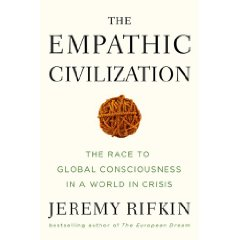 THE
EMPATHIC
CIVILIZATION
THE RACE TO
GLOBAL CONSCIOUSNESS
IN A WORLD IN CRISIS
JEREMY RIFKIN
bestselling author of The European Dream